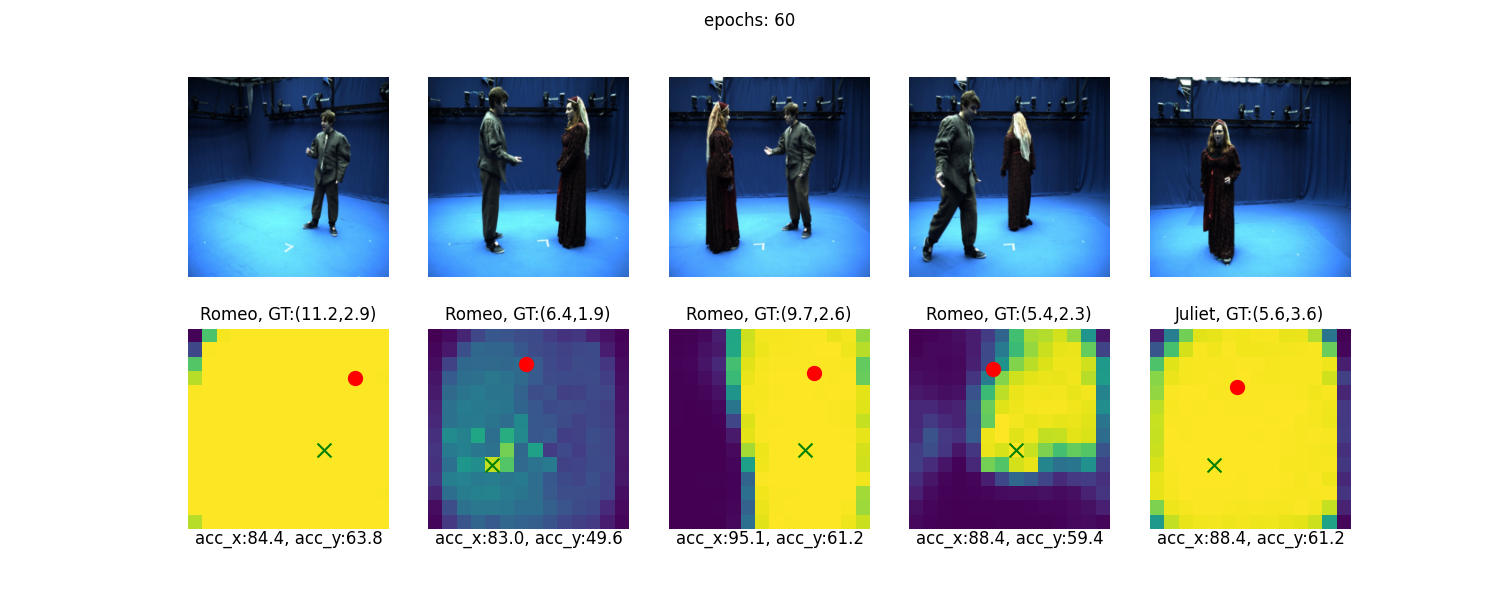 epochs: 60
Romeo, GT:(11.2,2.9)
Romeo, GT:(6.4,1.9)
Romeo, GT:(9.7,2.6)
Romeo, GT:(5.4,2.3)
Juliet, GT:(5.6,3.6)
acc_x:84.4, acc_y:63.8
acc_x:83.0, acc_y:49.6
acc_x:95.1, acc_y:61.2
acc_x:88.4, acc_y:59.4
acc_x:88.4, acc_y:61.2